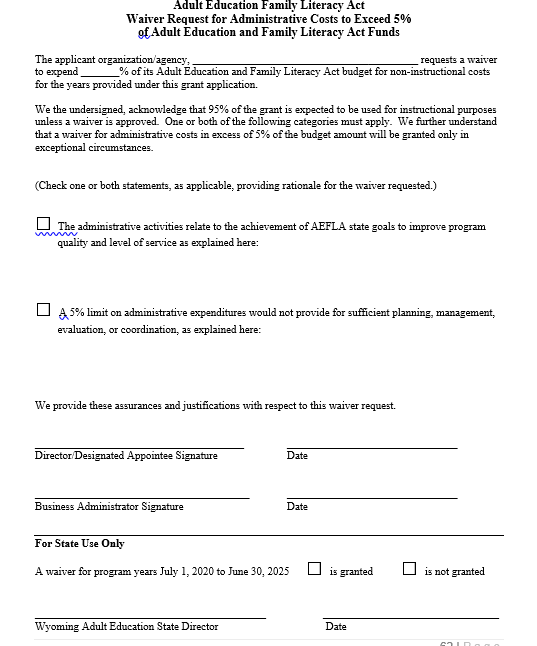 Adult Education Family Literacy Act
Waiver Request for Administrative Costs to Exceed 5%
of Adult Education and Family Literacy Act Funds
The applicant organization/agency, ______________________________________ requests a waiver
to expend _______% of its Adult Education and Family Literacy Act budget for non-instructional costs
for the years provided under this grant application.
We the undersigned, acknowledge that 95% of the grant is expected to be used for instructional purposes
unless a waiver is approved. One or both of the following categories must apply. We further understand
that a waiver for administrative costs in excess of 5% of the budget amount will be granted only in
exceptional circumstances.
(Check one or both statements, as applicable, providing rationale for the waiver requested.)
☐ The administrative activities relate to the achievement of AEFLA state goals to improve program
quality and level of service as explained here:
☐ A 5% limit on administrative expenditures would not provide for sufficient planning, management,
evaluation, or coordination, as explained here:
We provide these assurances and justifications with respect to this waiver request.
Director/Designated Appointee Signature Date
Business Administrator Signature Date
For State Use Only
A waiver for program years July 1, 2020 to June 30, 2025 ☐ is granted ☐ is not granted
Wyoming Adult Education State Director Date